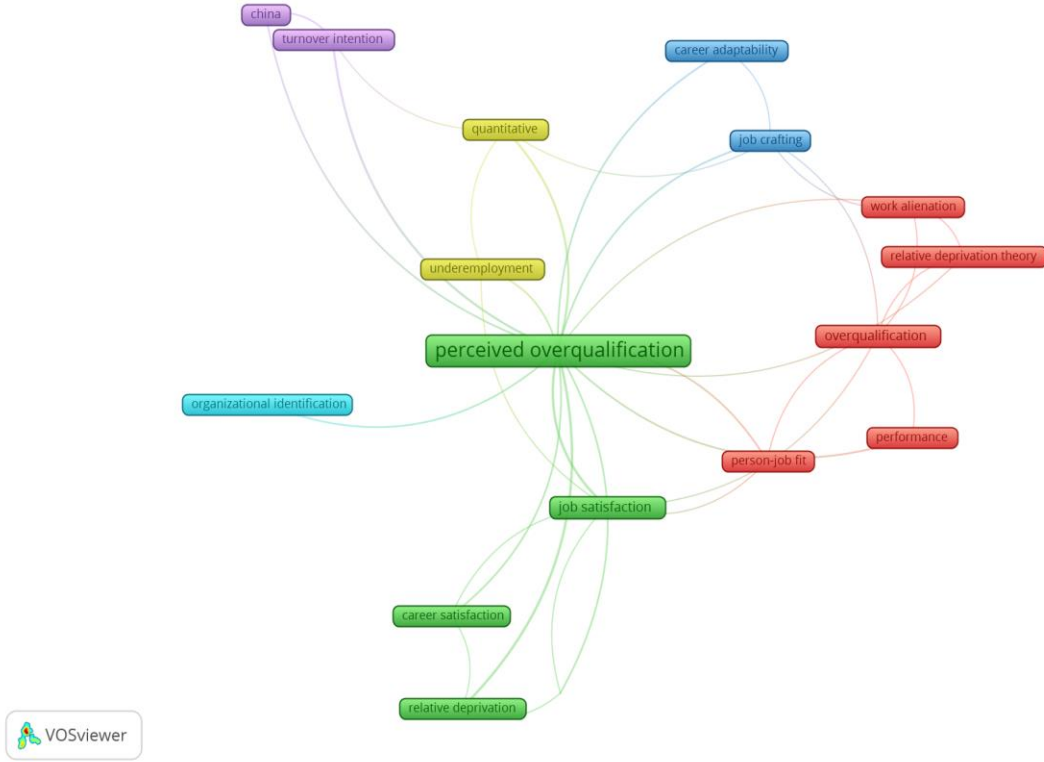 china
turnover intention
career adaptability
quantitative
job crafting
work alienation
relative deprivation theory
underemployment
overqualification
perceived overqualification
organizational identification
performance
person-job fit
job satisfaction
career satisfaction
relative deprivation
VOSviewer